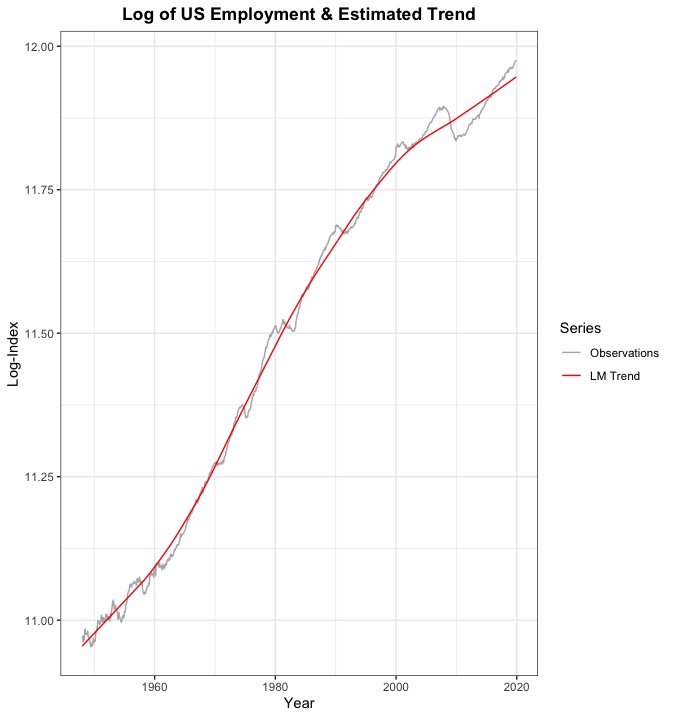 Log of US Employment & Estimated Trend
12.00
11.75
11.50
11.25
11.00
Log-Index
1960
1980
2000
2020
Year
Series
Observations
LM Trend